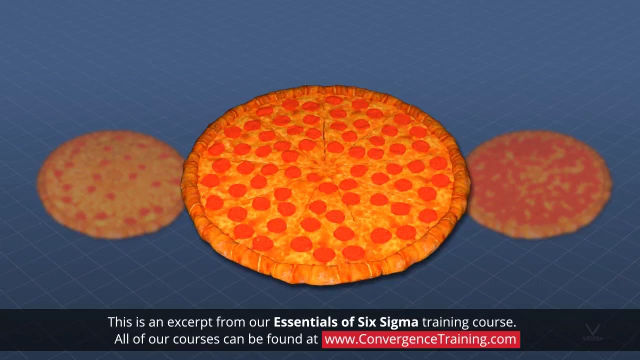 This is an excerpt from our Essentials of Six Sigma training course.
All of our courses can be found at www.ConvergenceTraining.com